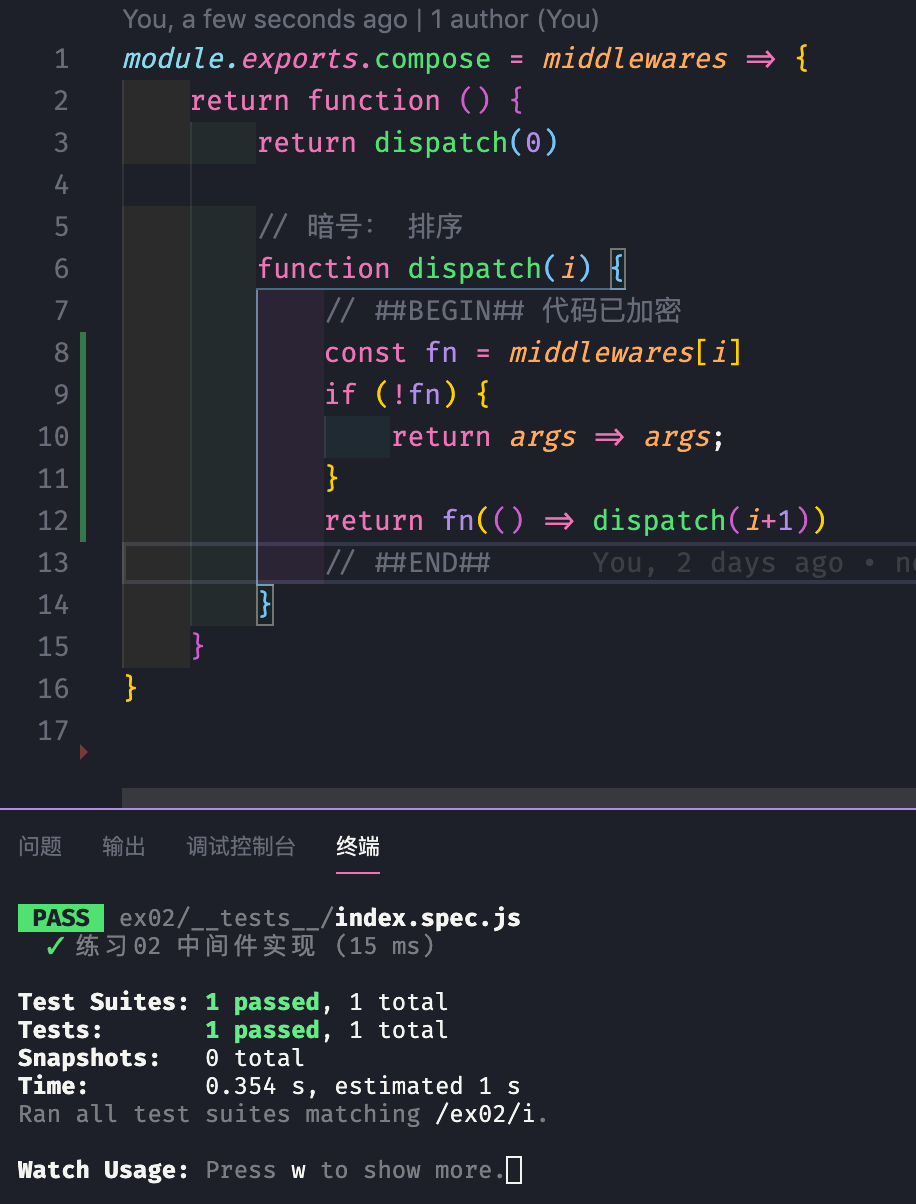 You, a few seconds ago | 1 author (You)
1 module.exports.compose = middlewares => {
2 return function () {
3 return dispatch(0)
4
5 // 暗号： 排序
6 function dispatch(i) {
7 // ##BEGIN## 代码已加密
8 const fn = middlewares[i]
9 if (!fn) {
10 return args => args;
11 }
12 return fn(() => dispatch(i+1))
13 // ##END## You, 2 days ago •
14 }
15 }
16 }
17
问题 输出 调试控制台 终端
PASS ex02/__tests__/index.spec.js
✓ 练习02 中间件实现 (15 ms)
Test Suites: 1 passed, 1 total
Tests: 1 passed, 1 total
Snapshots: 0 total
Time: 0.354 s, estimated 1 s
Ran all test suites matching /ex02/i.
Watch Usage: Press w to show more.